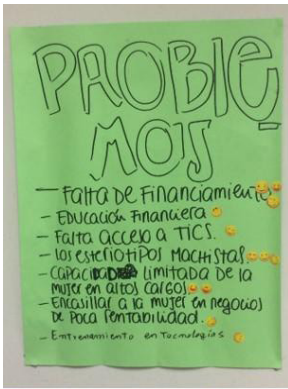 PROBLE
MAS
- Falta DE Financiamiento
- EDUCACIÓN Financiera
- Falta acceso a TICS.
- los esteriotipos MACHISTAS.
- CAPACIDAD limitada DE la
mujer en altos cargos.
- Encasillar a la mujer en negocios
DE POCA RENTABILIDAD.
- Entrenamiento en Tecnologías